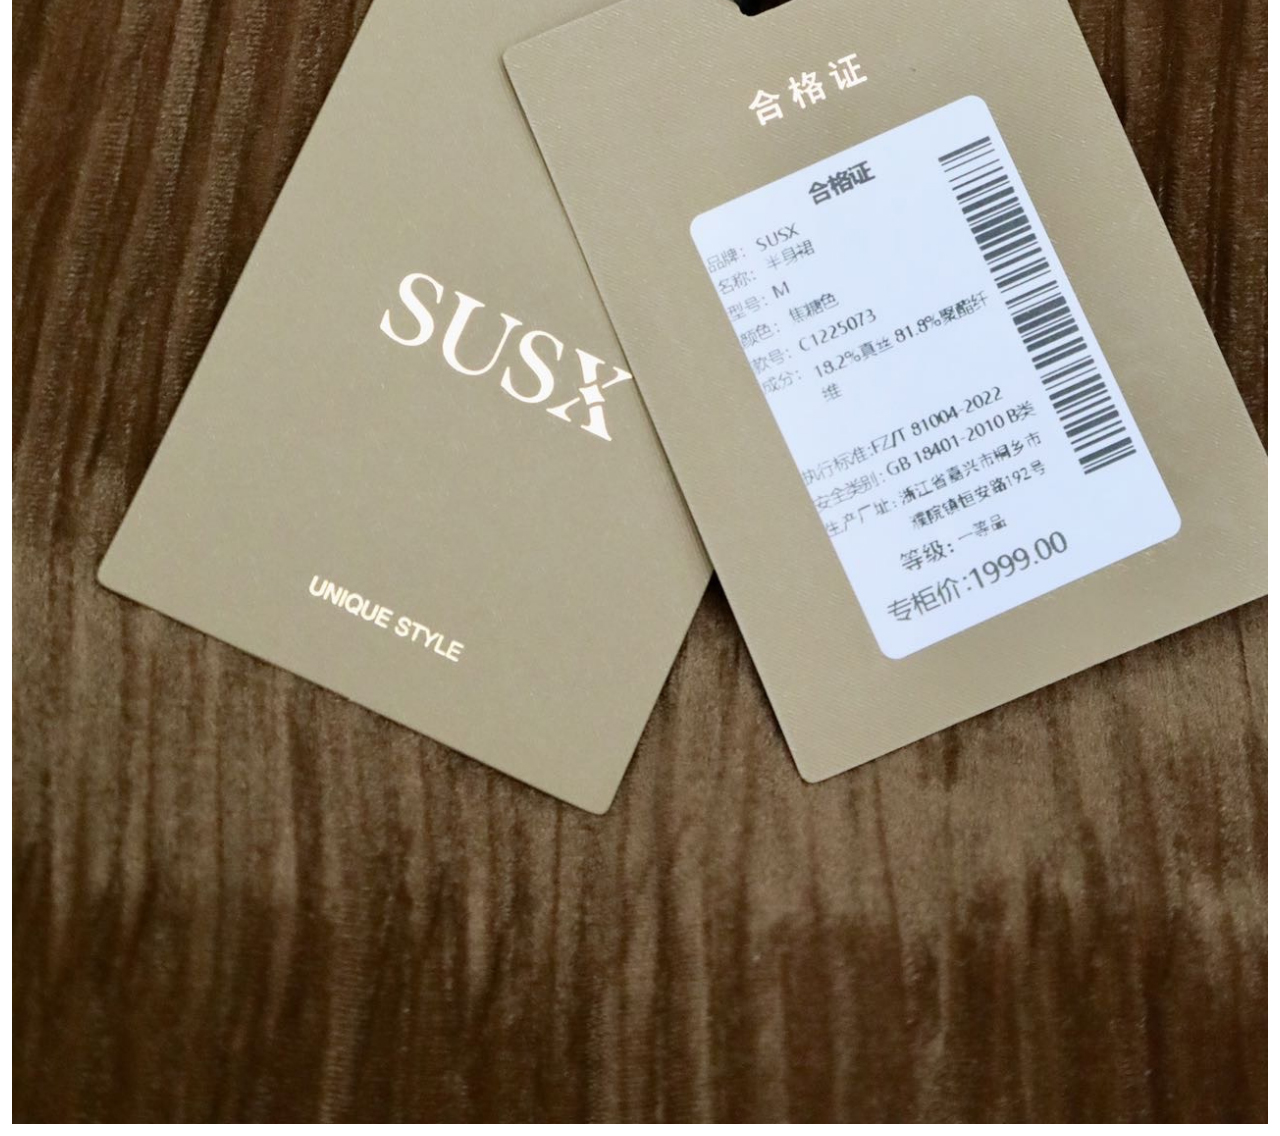 SUSX
UNIQUE STYLE
合格证
合格证
品牌: SUSX
名称: 半身裙
型号: M
颜色: 焦糖色
款号: C1225073
成分: 18.2%真丝 81.8%聚酯纤
维
执行标准:FZ/T 81004-2022
安全类别: GB 18401-2010 B类
生产厂址: 浙江省嘉兴市桐乡市
濮院镇恒安路192号
等级: 一等品
专柜价:1999.00